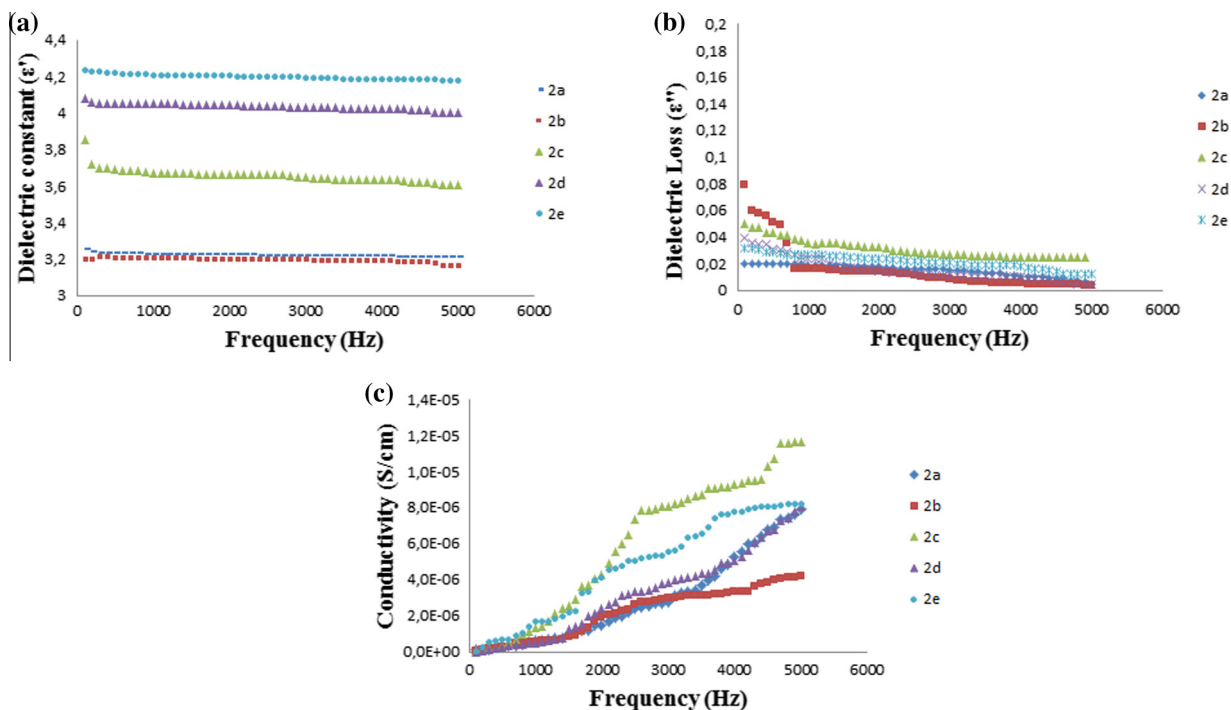 (a)
4,4
4,2
4
3,8
3,6
3,4
3,2
3
Dielectric constant (ε')
0 1000 2000 3000 4000 5000 6000
Frequency (Hz)
2a
2b
2c
2d
2e
(b)
0,2
0,18
0,16
0,14
0,12
0,1
0,08
0,06
0,04
0,02
0
Dielectric Loss (ε'')
0 1000 2000 3000 4000 5000 6000
Frequency (Hz)
2a
2b
2c
2d
2e
(c)
1,4E-05
1,2E-05
1,0E-05
8,0E-06
6,0E-06
4,0E-06
2,0E-06
0,0E+00
Conductivity (S/cm)
0 1000 2000 3000 4000 5000 6000
Frequency (Hz)
2a
2b
2c
2d
2e